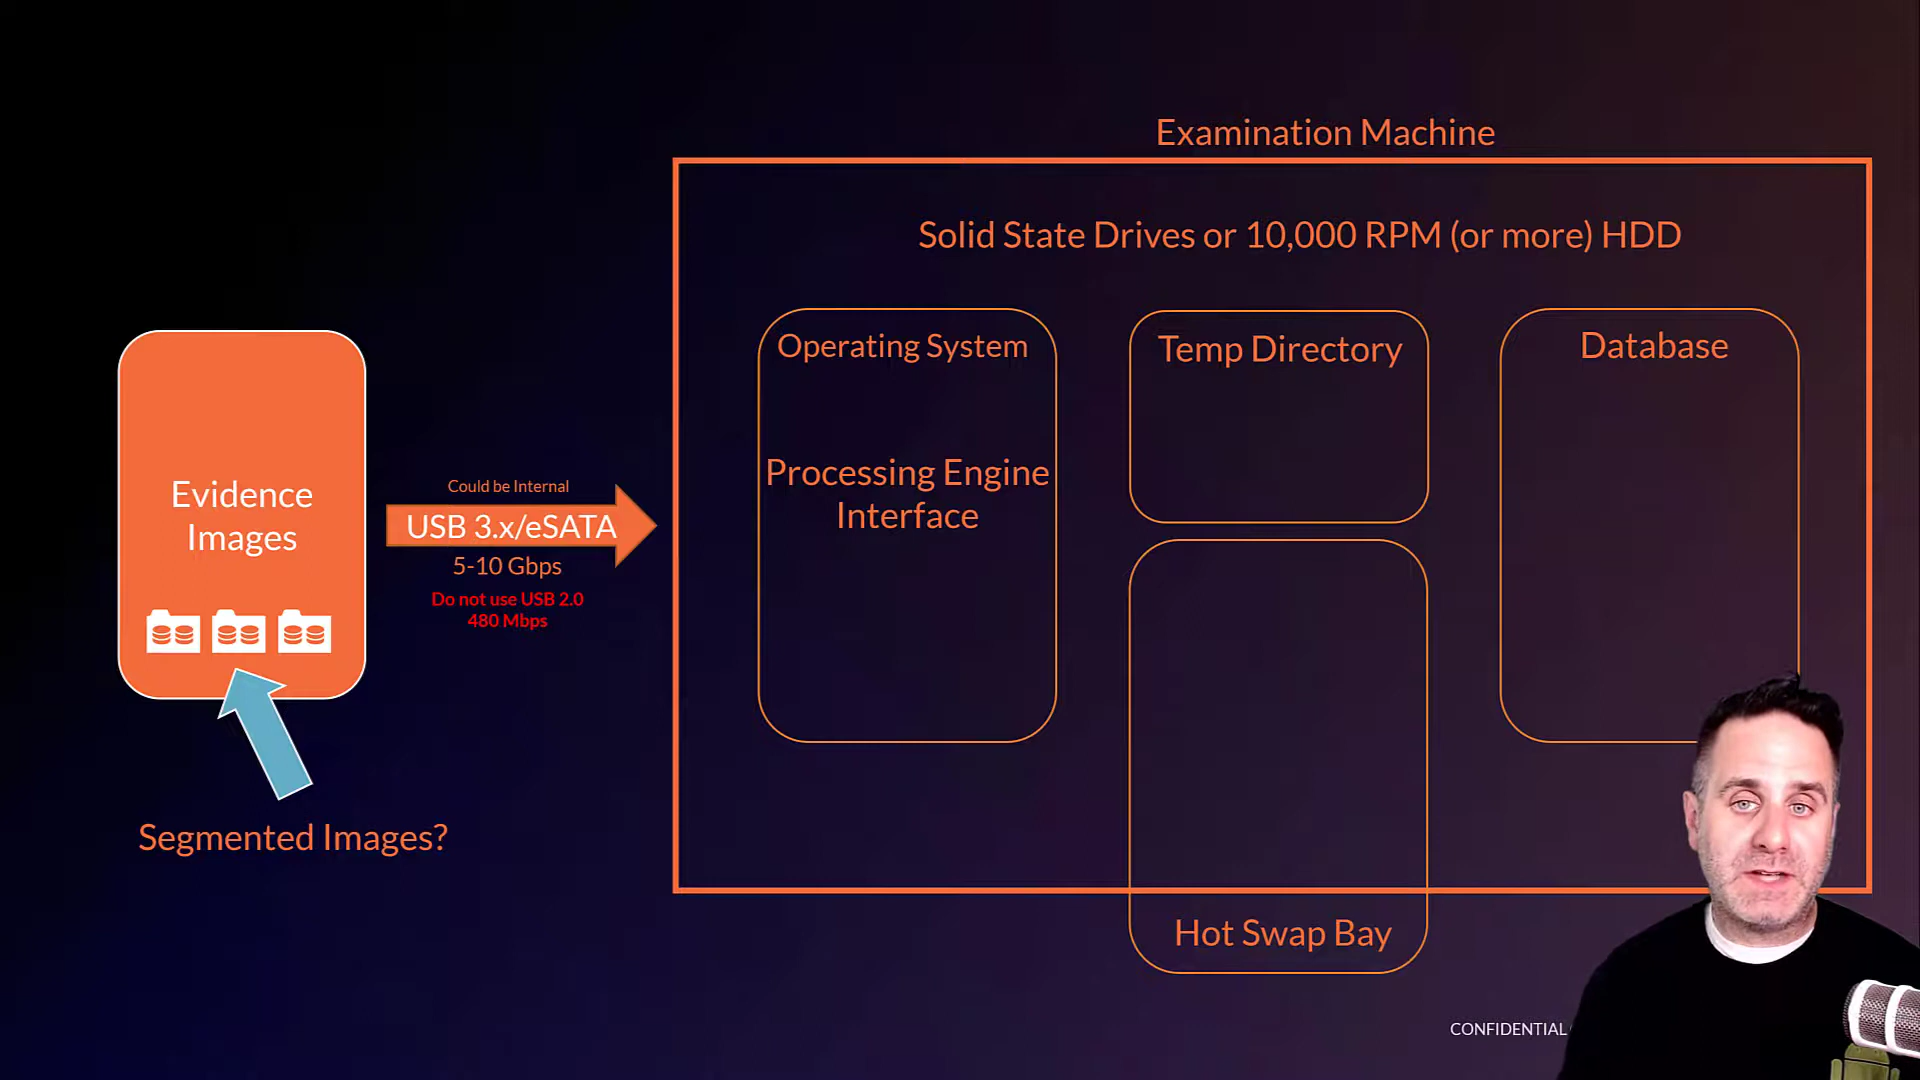 Examination Machine
Solid State Drives or 10,000 RPM (or more) HDD
Operating System
Processing Engine
Interface
Temp Directory
Database
Evidence
Images
Could be Internal
USB 3.x/eSATA
5-10 Gbps
Do not use USB 2.0
480 Mbps
Segmented Images?
Hot Swap Bay
CONFIDENTIAL